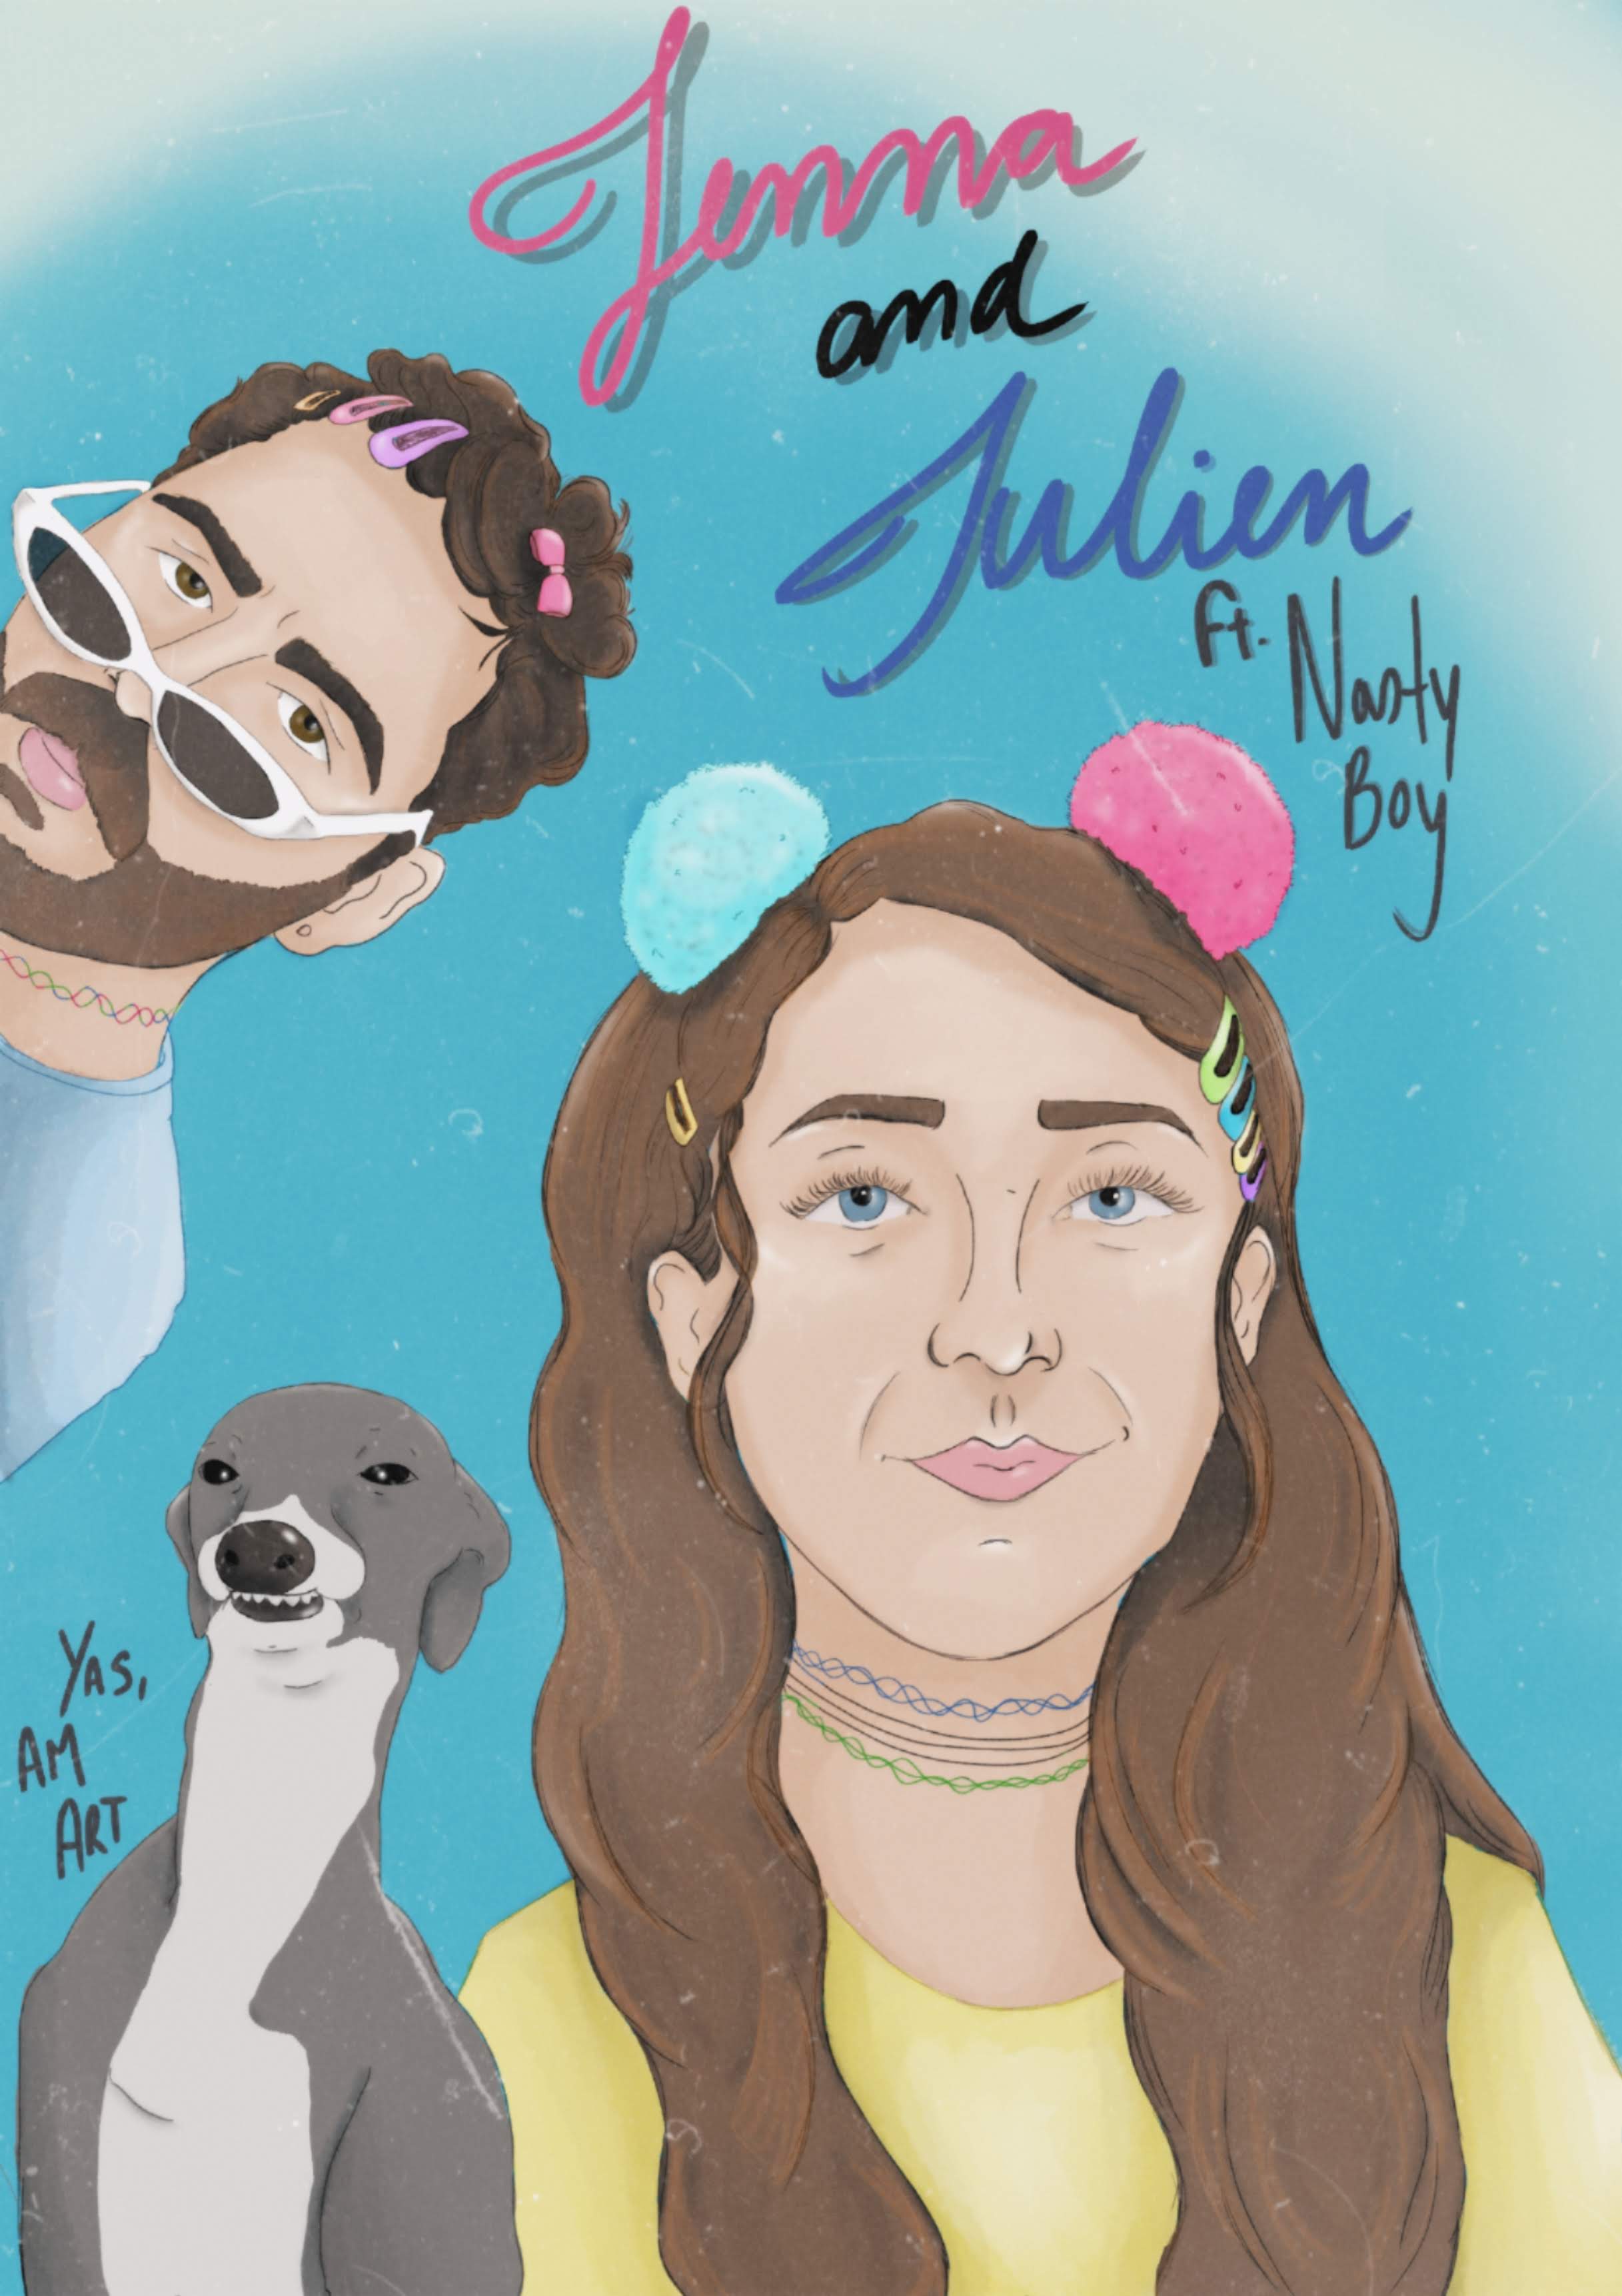 Jenna
and
Julien
ft. Nasty
Boy
YAS,
AM
ART